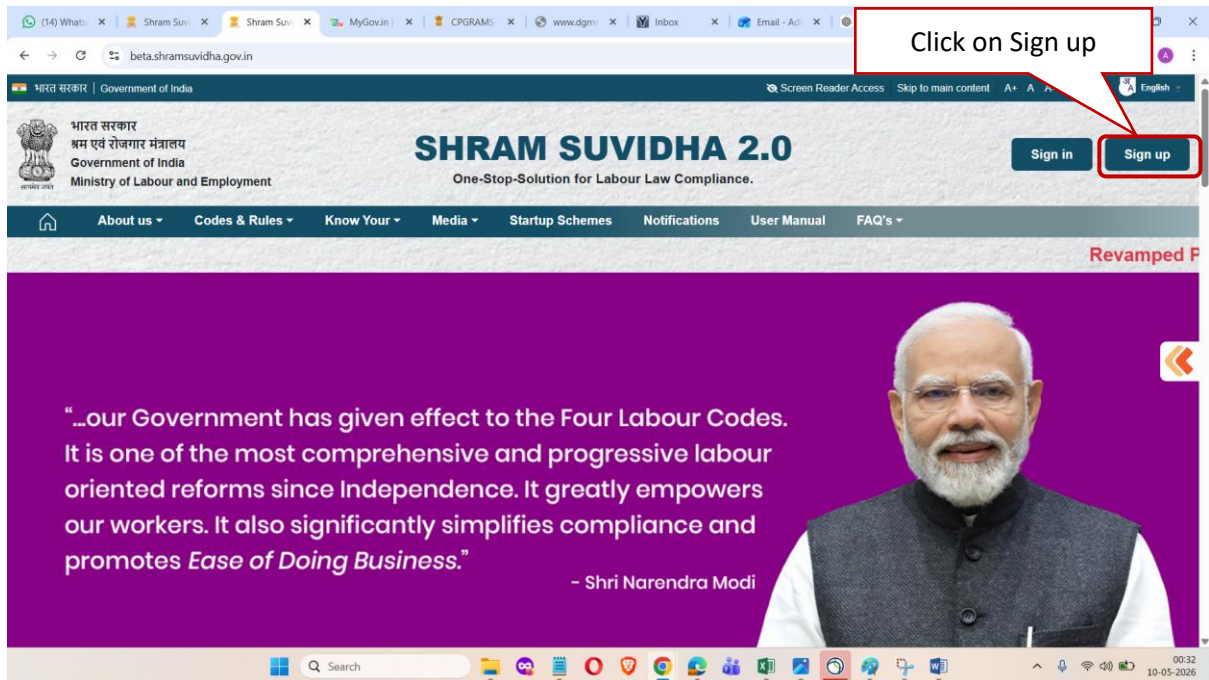 (14) Whats
Shram Suv
Shram Suv
MyGov.in |
CPGRAMS
www.dgm
Inbox
Email - Ad
Click on Sign up
beta.shramsuvidha.gov.in
A
भारत सरकार | Government of India
Screen Reader Access Skip to main content A+ A
English
भारत सरकार
श्रम एवं रोजगार मंत्रालय
Government of India
Ministry of Labour and Employment
सत्यमेव जयते
SHRAM SUVIDHA 2.0
One-Stop-Solution for Labour Law Compliance.
Sign in
Sign up
About us Codes & Rules Know Your Media Startup Schemes Notifications User Manual FAQ's
Revamped P
“…our Government has given effect to the Four Labour Codes.
It is one of the most comprehensive and progressive labour
oriented reforms since Independence. It greatly empowers
our workers. It also significantly simplifies compliance and
promotes Ease of Doing Business.”
– Shri Narendra Modi
Search
00:32
10-05-2026